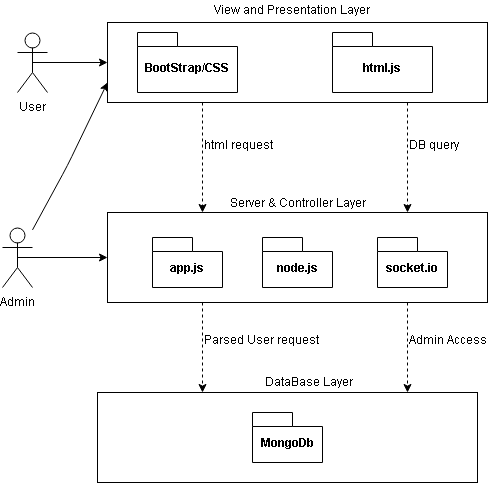 View and Presentation Layer
BootStrap/CSS
html.js
User
html request
DB query
Server & Controller Layer
app.js
node.js
socket.io
Admin
Parsed User request
Admin Access
DataBase Layer
MongoDb